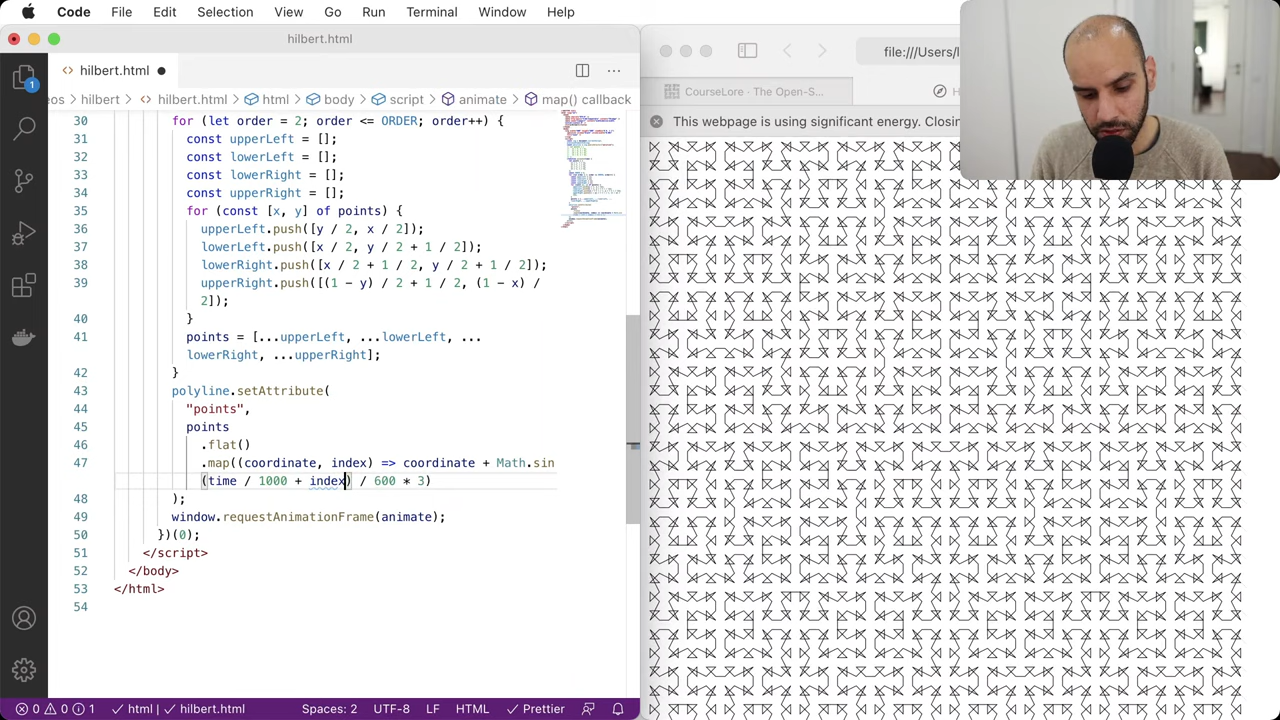 Code File Edit Selection View Go Run Terminal Window Help
hilbert.html
hilbert.html
eos › hilbert › hilbert.html › html › body › script › animate › map() callback
30 for (let order = 2; order <= ORDER; order++) {
31 const upperLeft = [];
32 const lowerLeft = [];
33 const lowerRight = [];
34 const upperRight = [];
35 for (const [x, y] of points) {
36 upperLeft.push([y / 2, x / 2]);
37 lowerLeft.push([x / 2, y / 2 + 1 / 2]);
38 lowerRight.push([x / 2 + 1 / 2, y / 2 + 1 / 2]);
39 upperRight.push([(1 - y) / 2 + 1 / 2, (1 - x) /
2]);
40 }
41 points = [...upperLeft, ...lowerLeft, ...
lowerRight, ...upperRight];
42 }
43 polyline.setAttribute(
44 "points",
45 points
46 .flat()
47 .map((coordinate, index) => coordinate + Math.sin
(time / 1000 + index) / 600 * 3)
48 );
49 window.requestAnimationFrame(animate);
50 })(0);
51 </script>
52 </body>
53 </html>
54
1
0 0 1 html hilbert.html Spaces: 2 UTF-8 LF HTML Prettier
file:///Users/l
CourseLore · The Open-S...
H
This webpage is using significant energy. Closing